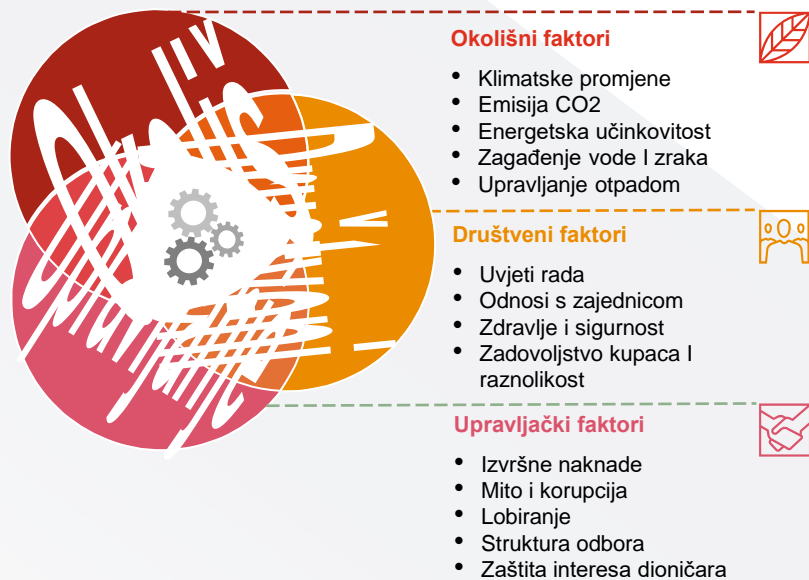 Okolišni faktori
• Klimatske promjene
• Emisija CO2
• Energetska učinkovitost
• Zagađenje vode I zraka
• Upravljanje otpadom
Društveni faktori
• Uvjeti rada
• Odnosi s zajednicom
• Zdravlje i sigurnost
• Zadovoljstvo kupaca I
raznolikost
Upravljački faktori
• Izvršne naknade
• Mito i korupcija
• Lobiranje
• Struktura odbora
• Zaštita interesa dioničara